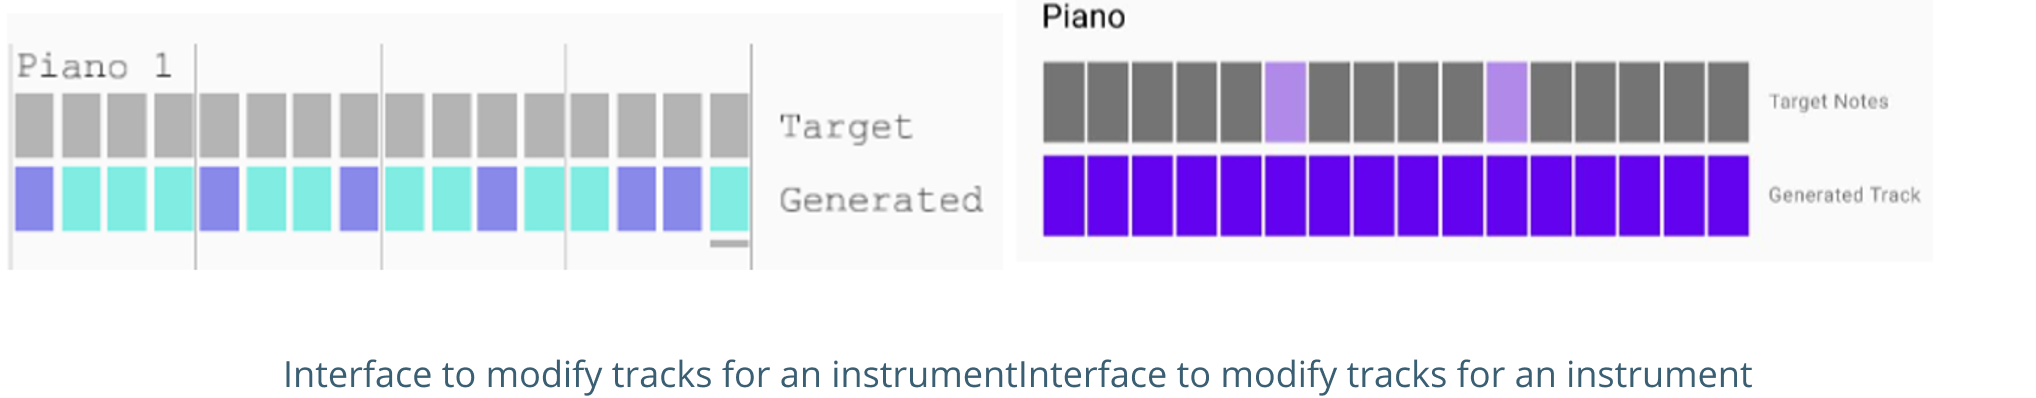 Piano 1
Target
Generated
Piano
Target Notes
Generated Track
Interface to modify tracks for an instrumentInterface to modify tracks for an instrument